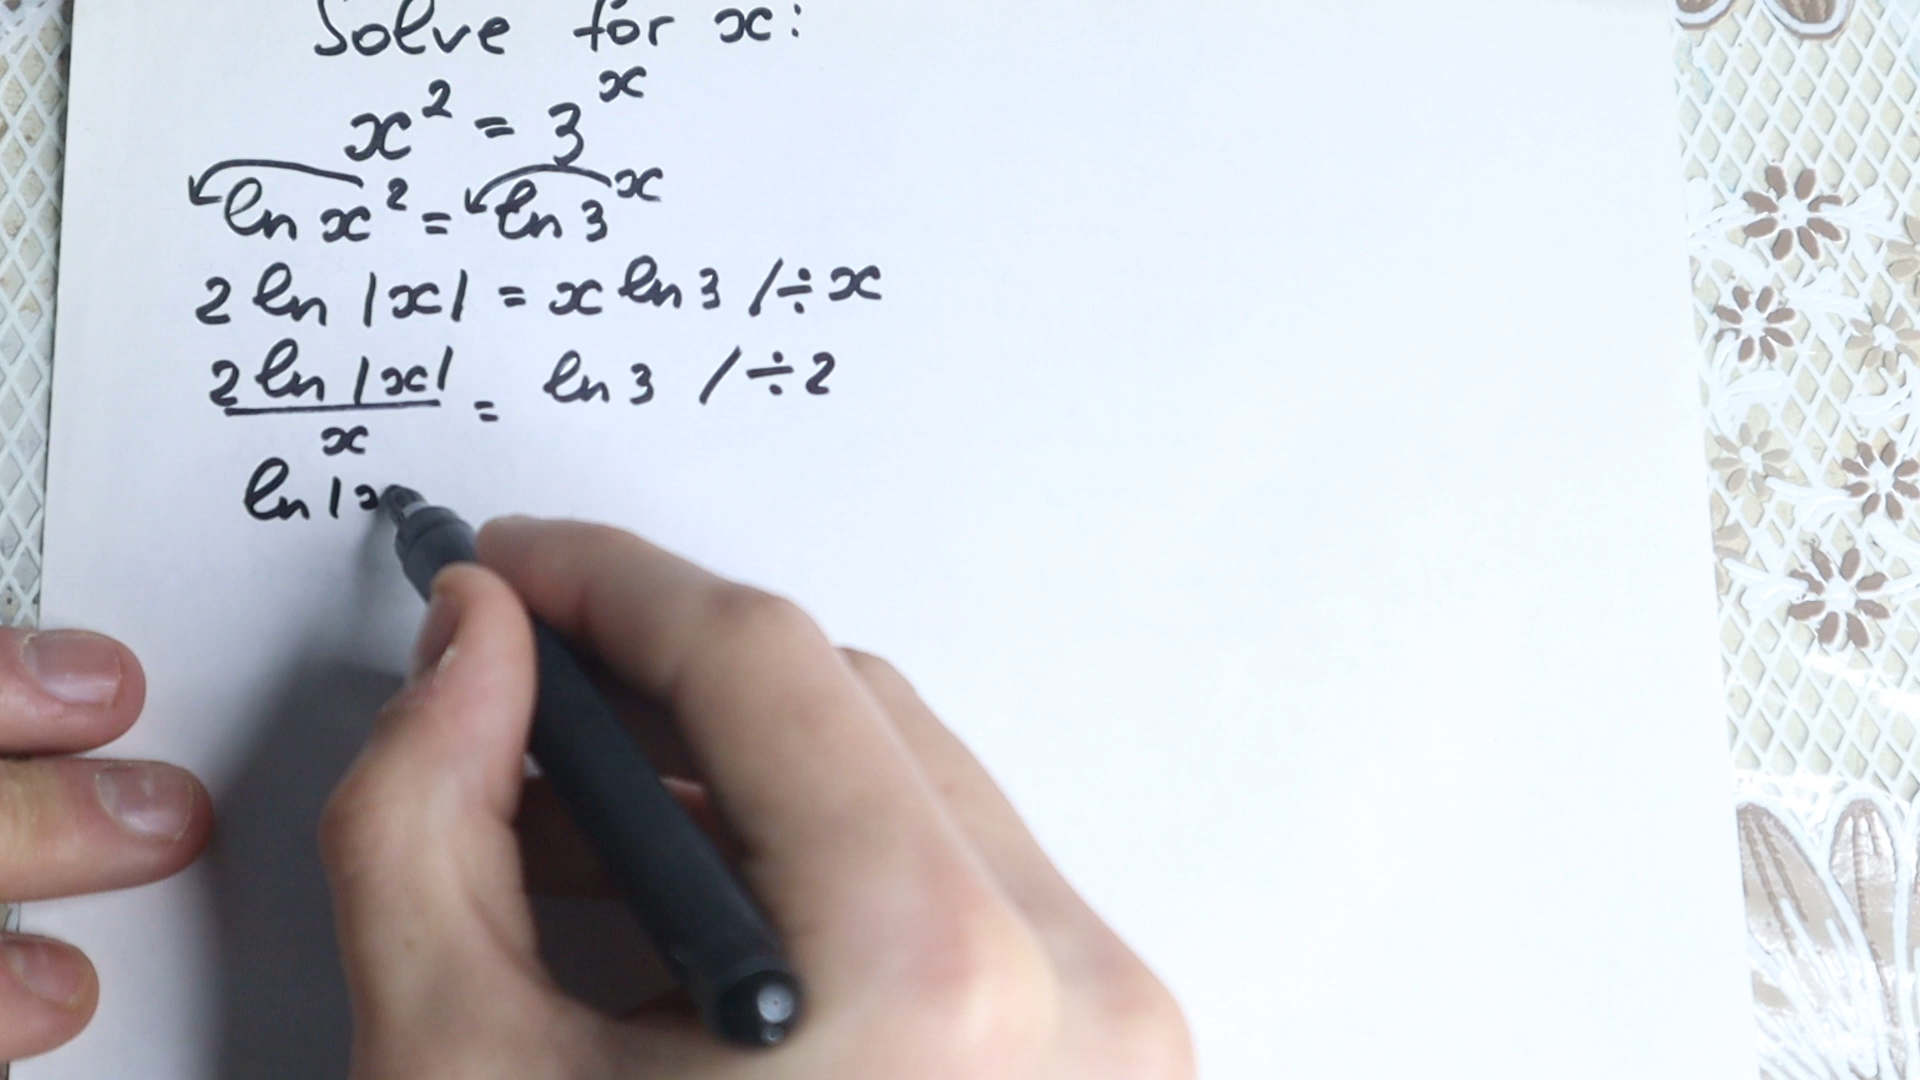 Solve for x:
x² = 3ˣ
ln x² = ln 3ˣ
2 ln |x| = x ln 3 / ÷ x
2 ln |x| / x = ln 3 / ÷ 2
ln |x